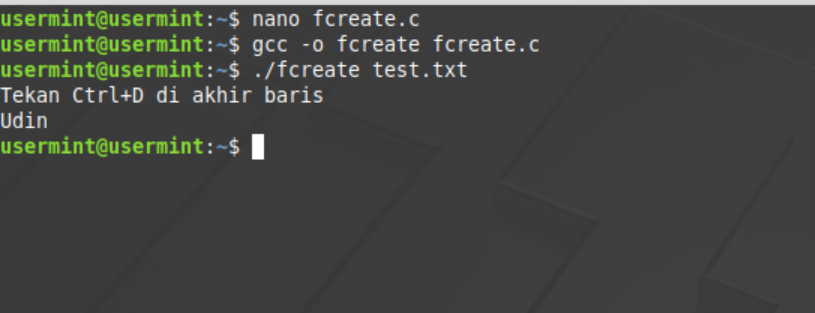 usermint@usermint:~$ nano fcreate.c
usermint@usermint:~$ gcc -o fcreate fcreate.c
usermint@usermint:~$ ./fcreate test.txt
Tekan Ctrl+D di akhir baris
Udin
usermint@usermint:~$